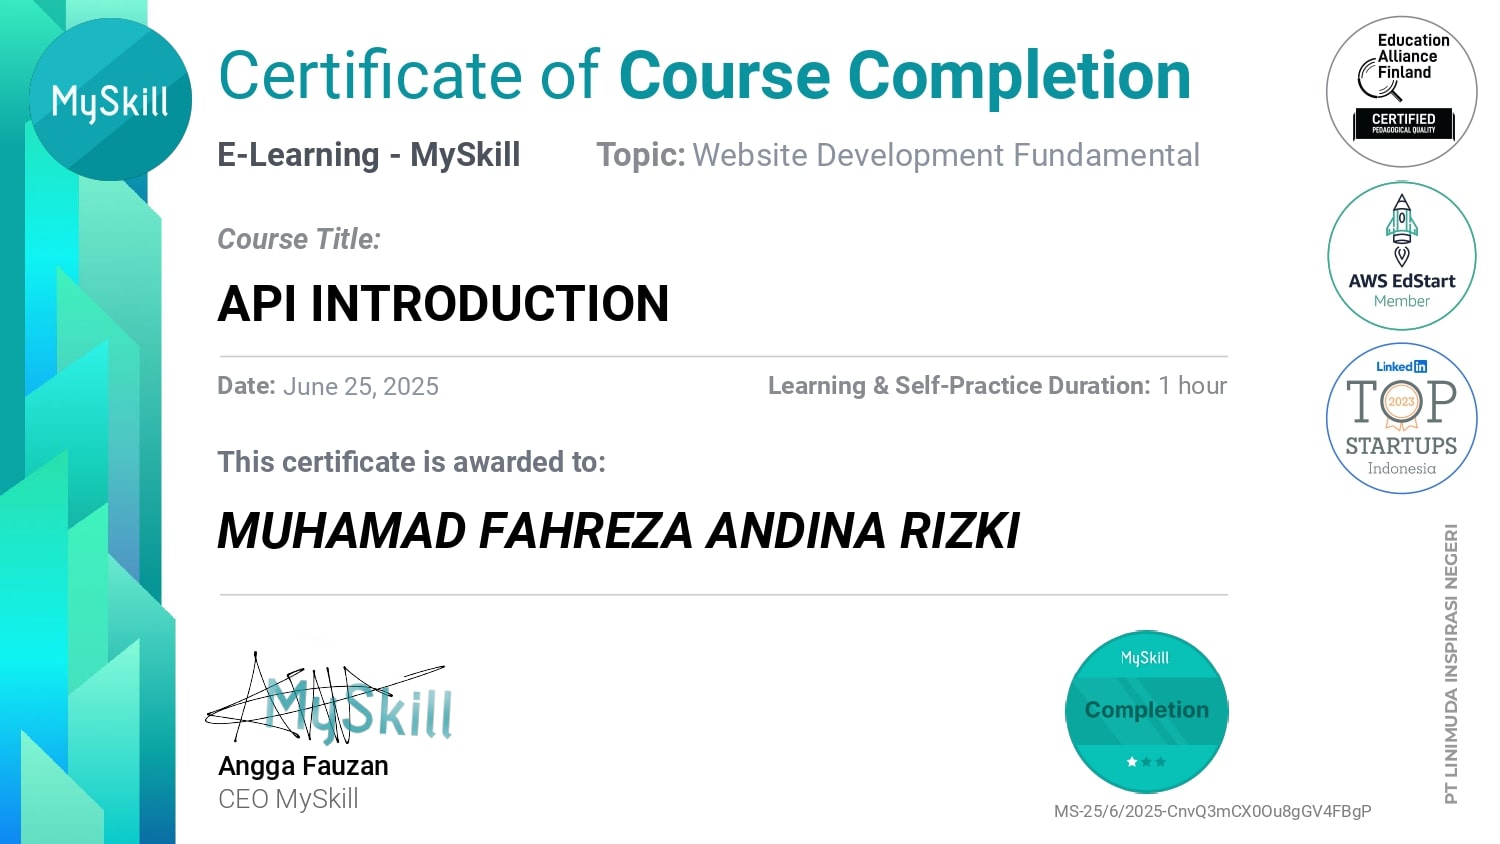 MySkill
Certificate of Course Completion
E-Learning - MySkill
Topic: Website Development Fundamental
Course Title:
API INTRODUCTION
Date: June 25, 2025
Learning & Self-Practice Duration: 1 hour
This certificate is awarded to:
MUHAMAD FAHREZA ANDINA RIZKI
MySkill
Angga Fauzan
CEO MySkill
MySkill
Completion
MS-25/6/2025-CnvQ3mCX0Ou8gGV4FBgP
Education
Alliance
Finland
CERTIFIED
PEDAGOGICAL QUALITY
AWS EdStart
Member
LinkedIn
TOP
2023
STARTUPS
Indonesia
PT LINIMUDA INSPIRASI NEGERI